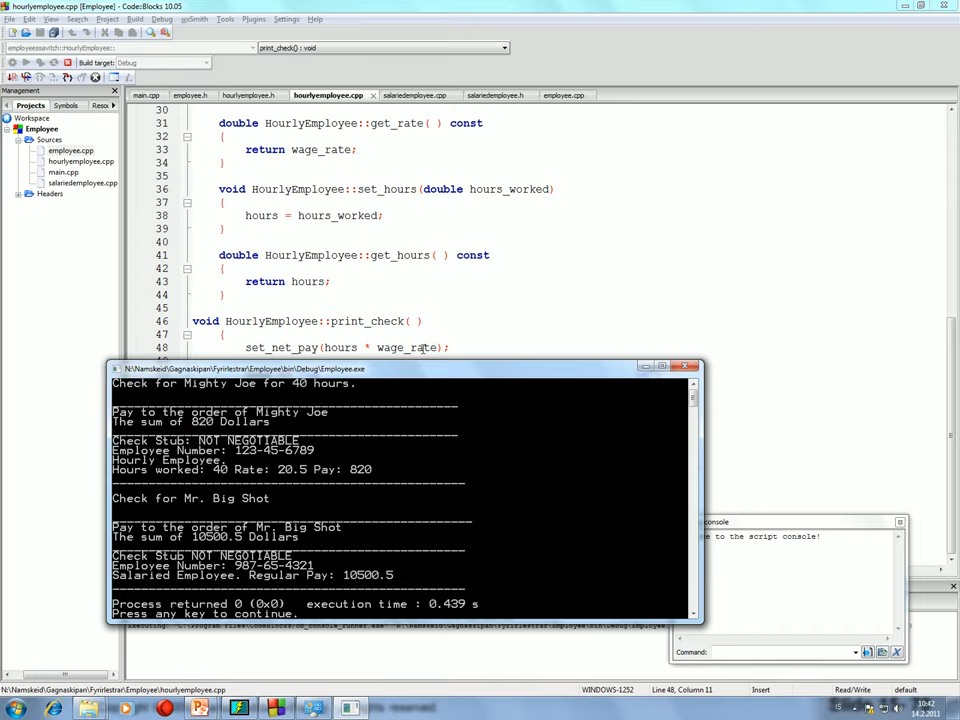 hourlyemployee.cpp [Employee] - Code::Blocks 10.05
File Edit View Search Project Build Debug wxSmith Tools Plugins Settings Help
employeessavitch::HourlyEmployee::
print_check() : void
Build target: Debug
Management
Projects Symbols Resou
Workspace
Employee
Sources
employee.cpp
hourlyemployee.cpp
main.cpp
salariedemployee.cpp
Headers
main.cpp employee.h hourlyemployee.h hourlyemployee.cpp salariedemployee.cpp salariedemployee.h employee.cpp
30
31 double HourlyEmployee::get_rate( ) const
32 {
33 return wage_rate;
34 }
35
36 void HourlyEmployee::set_hours(double hours_worked)
37 {
38 hours = hours_worked;
39 }
40
41 double HourlyEmployee::get_hours( ) const
42 {
43 return hours;
44 }
45
46 void HourlyEmployee::print_check( )
47 {
48 set_net_pay(hours * wage_rate);
N:\Namskeid\Gagnaskipan\Fyrirlestrar\Employee\bin\Debug\Employee.exe
Check for Mighty Joe for 40 hours.
Pay to the order of Mighty Joe
The sum of 820 Dollars
Check Stub: NOT NEGOTIABLE
Employee Number: 123-45-6789
Hourly Employee.
Hours worked: 40 Rate: 20.5 Pay: 820
Check for Mr. Big Shot
Pay to the order of Mr. Big Shot
The sum of 10500.5 Dollars
Check Stub NOT NEGOTIABLE
Employee Number: 987-65-4321
Salaried Employee. Regular Pay: 10500.5
Process returned 0 (0x0) execution time : 0.439 s
Press any key to continue.
console
e to the script console!
Command:
N:\Namskeid\Gagnaskipan\Fyrirlestrar\Employee\hourlyemployee.cpp
WINDOWS-1252 Line 48, Column 11 Insert Read/Write default
IS
10:42
14.2.2011